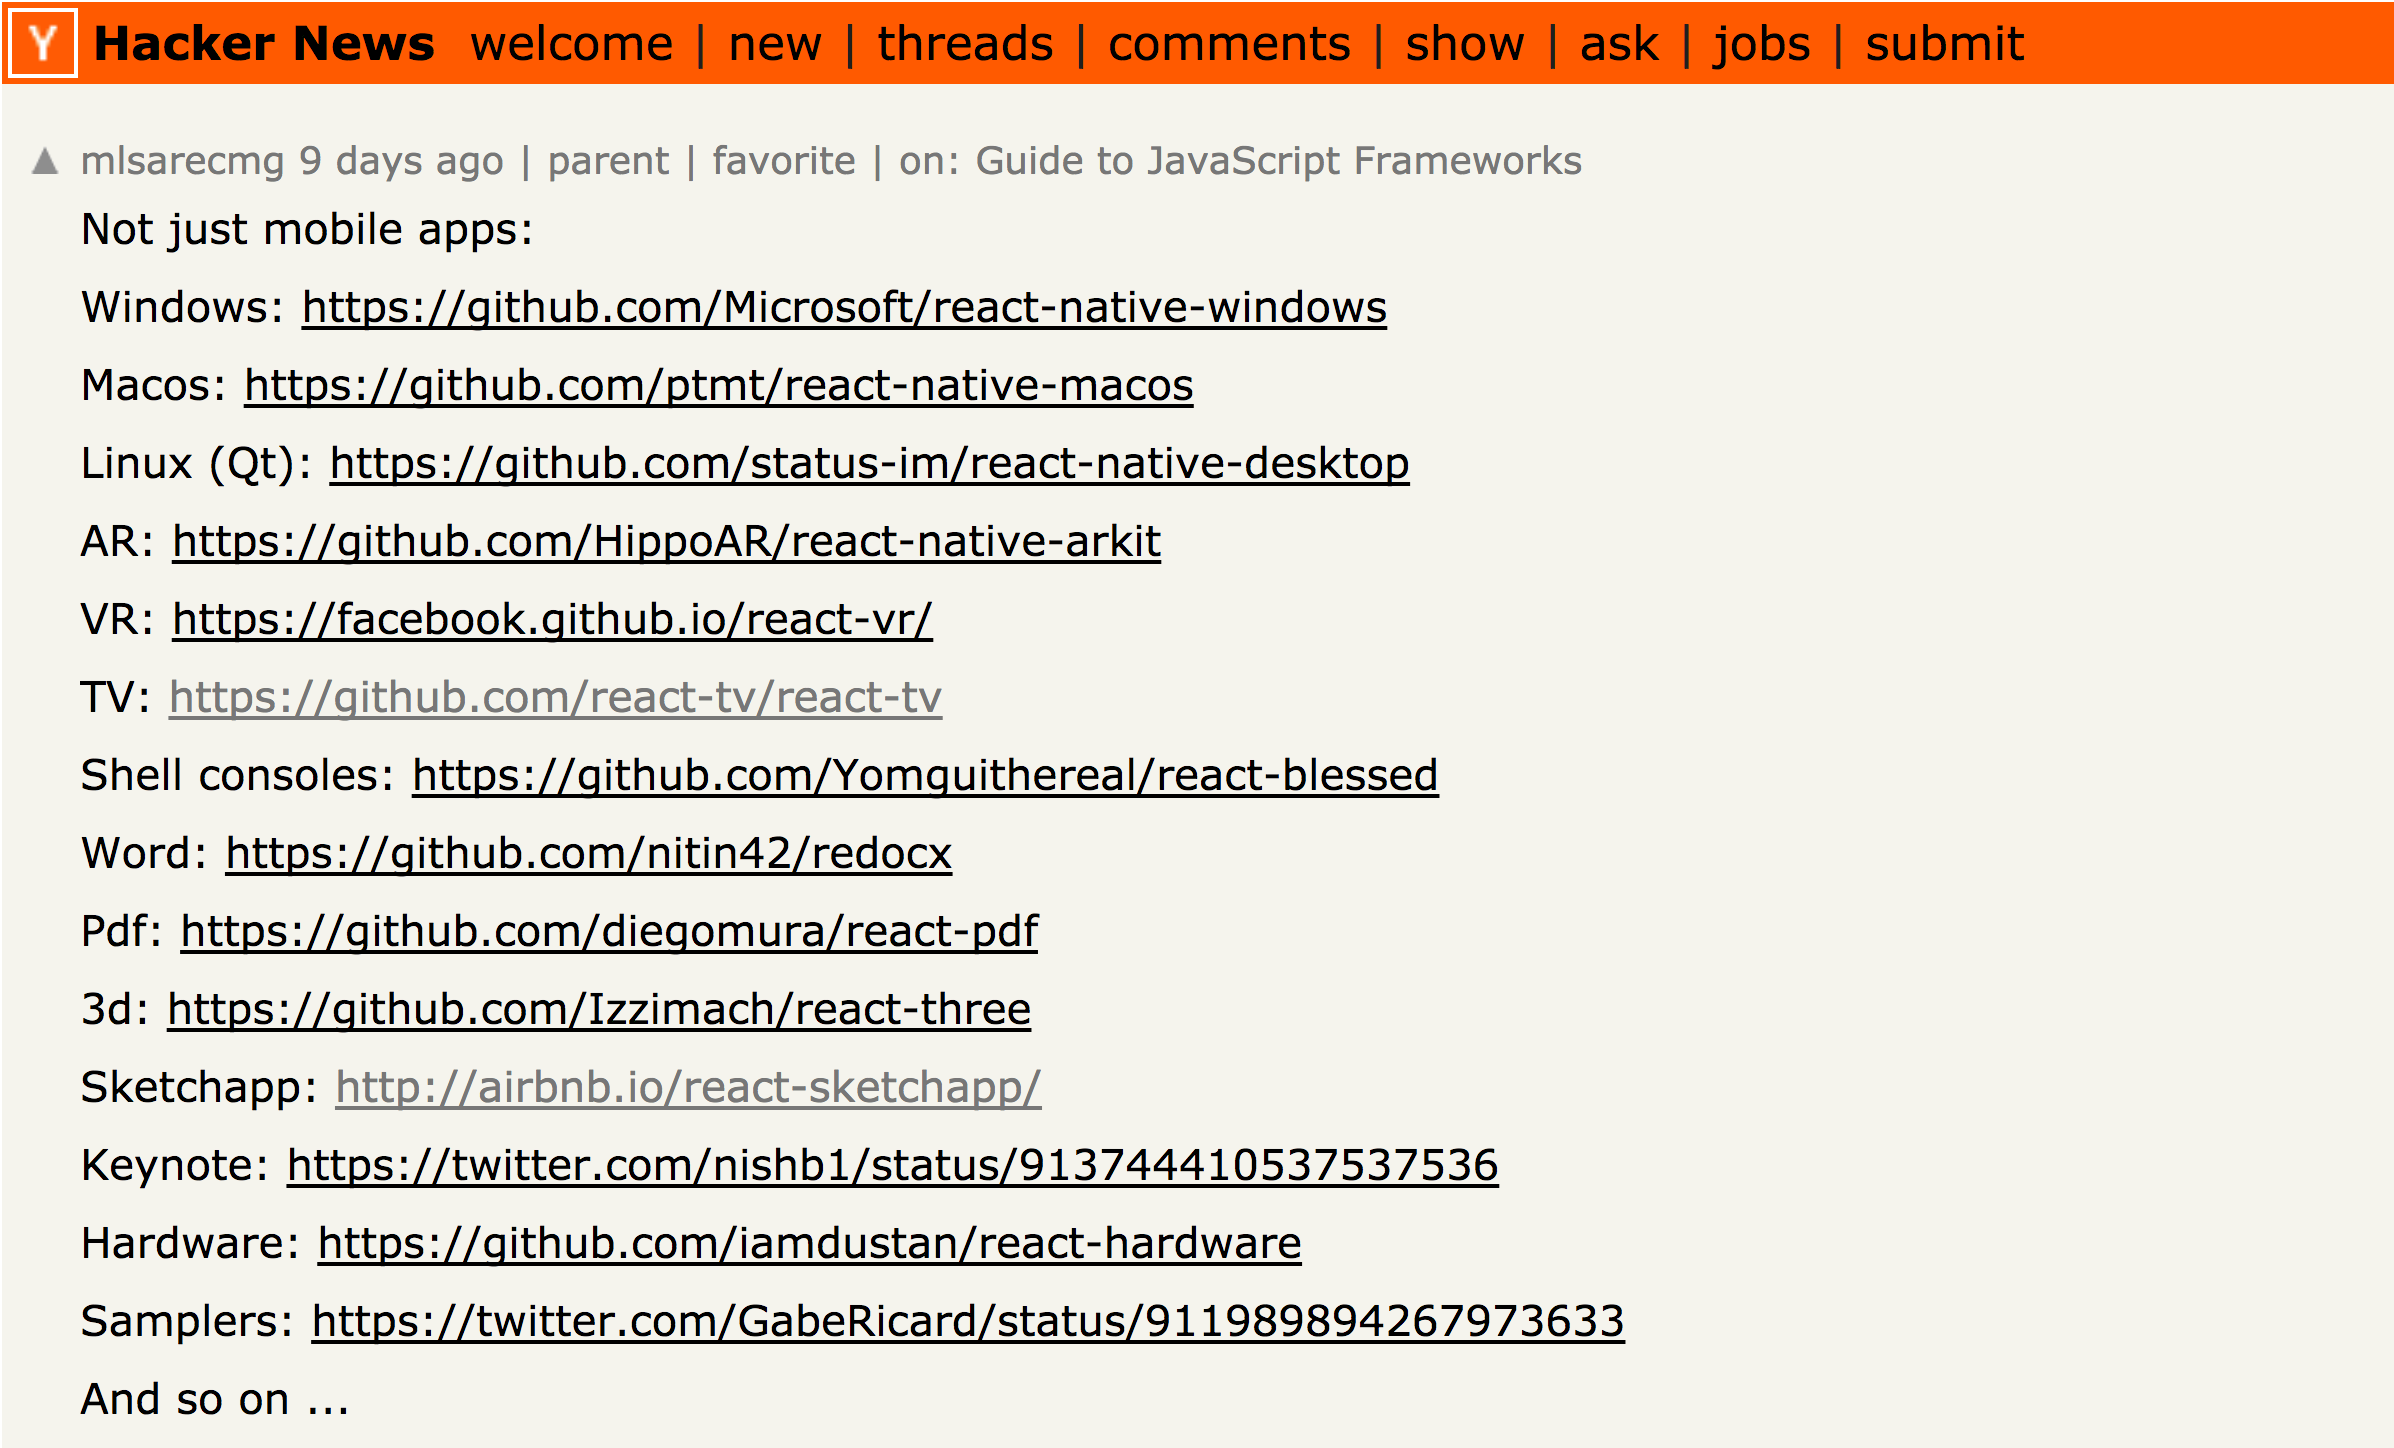 Y Hacker News welcome | new | threads | comments | show | ask | jobs | submit
▲ mlsarecmg 9 days ago | parent | favorite | on: Guide to JavaScript Frameworks
Not just mobile apps:
Windows: https://github.com/Microsoft/react-native-windows
Macos: https://github.com/ptmt/react-native-macos
Linux (Qt): https://github.com/status-im/react-native-desktop
AR: https://github.com/HippoAR/react-native-arkit
VR: https://facebook.github.io/react-vr/
TV: https://github.com/react-tv/react-tv
Shell consoles: https://github.com/Yomguithereal/react-blessed
Word: https://github.com/nitin42/redocx
Pdf: https://github.com/diegomura/react-pdf
3d: https://github.com/Izzimach/react-three
Sketchapp: http://airbnb.io/react-sketchapp/
Keynote: https://twitter.com/nishb1/status/913744410537537536
Hardware: https://github.com/iamdustan/react-hardware
Samplers: https://twitter.com/GabeRicard/status/911989894267973633
And so on ...